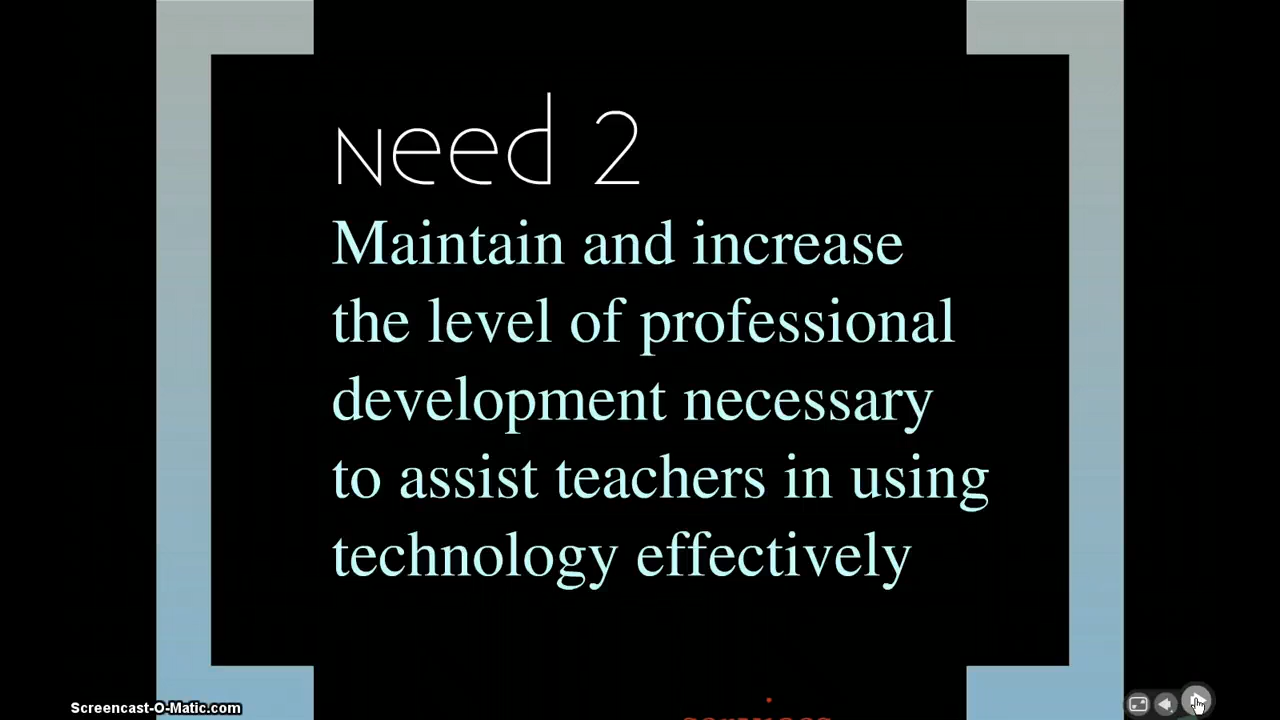 Need 2
Maintain and increase
the level of professional
development necessary
to assist teachers in using
technology effectively
Screencast-O-Matic.com